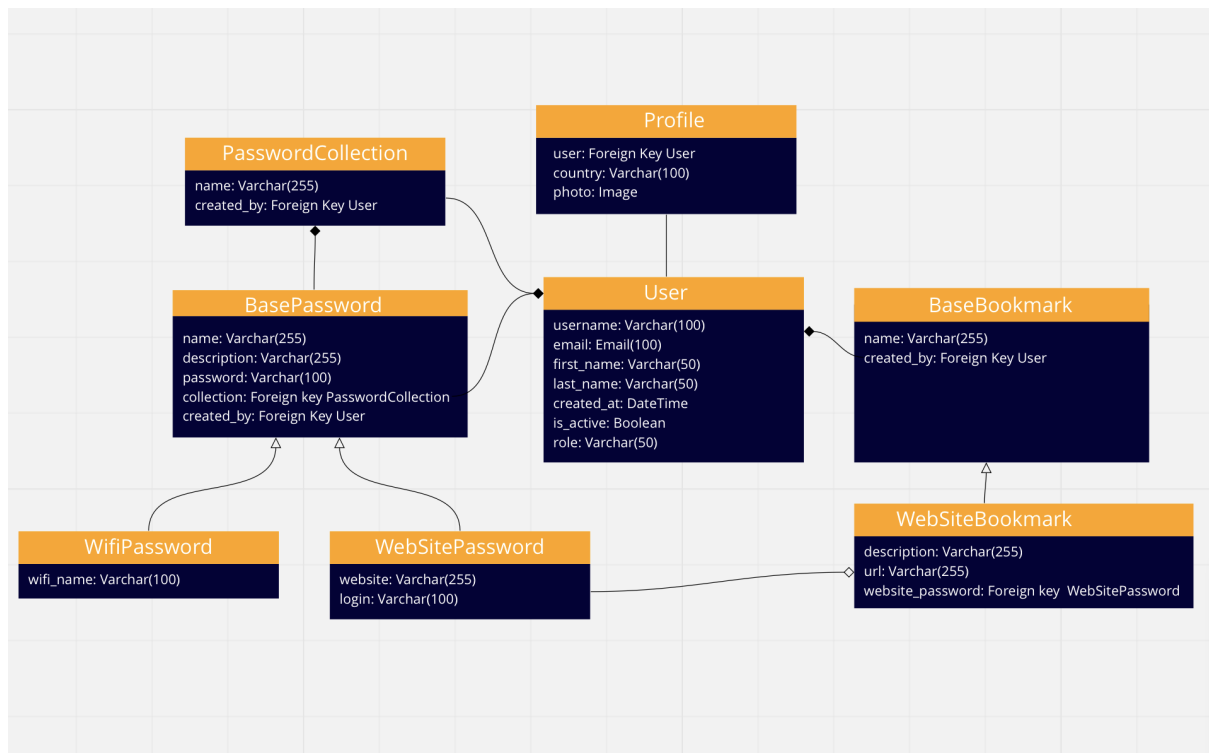 PasswordCollection
name: Varchar(255)
created_by: Foreign Key User
Profile
user: Foreign Key User
country: Varchar(100)
photo: Image
BasePassword
name: Varchar(255)
description: Varchar(255)
password: Varchar(100)
collection: Foreign key PasswordCollection
created_by: Foreign Key User
User
username: Varchar(100)
email: Email(100)
first_name: Varchar(50)
last_name: Varchar(50)
created_at: DateTime
is_active: Boolean
role: Varchar(50)
BaseBookmark
name: Varchar(255)
created_by: Foreign Key User
WifiPassword
wifi_name: Varchar(100)
WebSitePassword
website: Varchar(255)
login: Varchar(100)
WebSiteBookmark
description: Varchar(255)
url: Varchar(255)
website_password: Foreign key  WebSitePassword